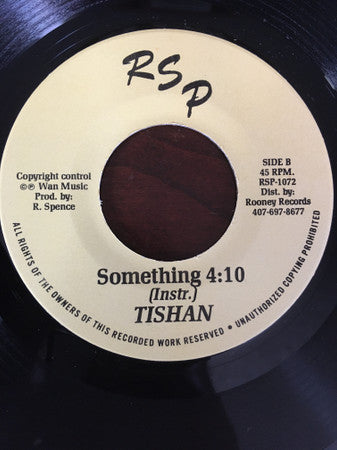 RSP
Copyright control
©℗ Wan Music
Prod. by:
R. Spence
SIDE B
45 RPM.
RSP-1072
Dist. by:
Rooney Records
407-697-8677
Something 4:10
(Instr.)
TISHAN
ALL RIGHTS OF THE OWNERS OF THIS RECORDED WORK RESERVED • UNAUTHORIZED COPYING PROHIBITED